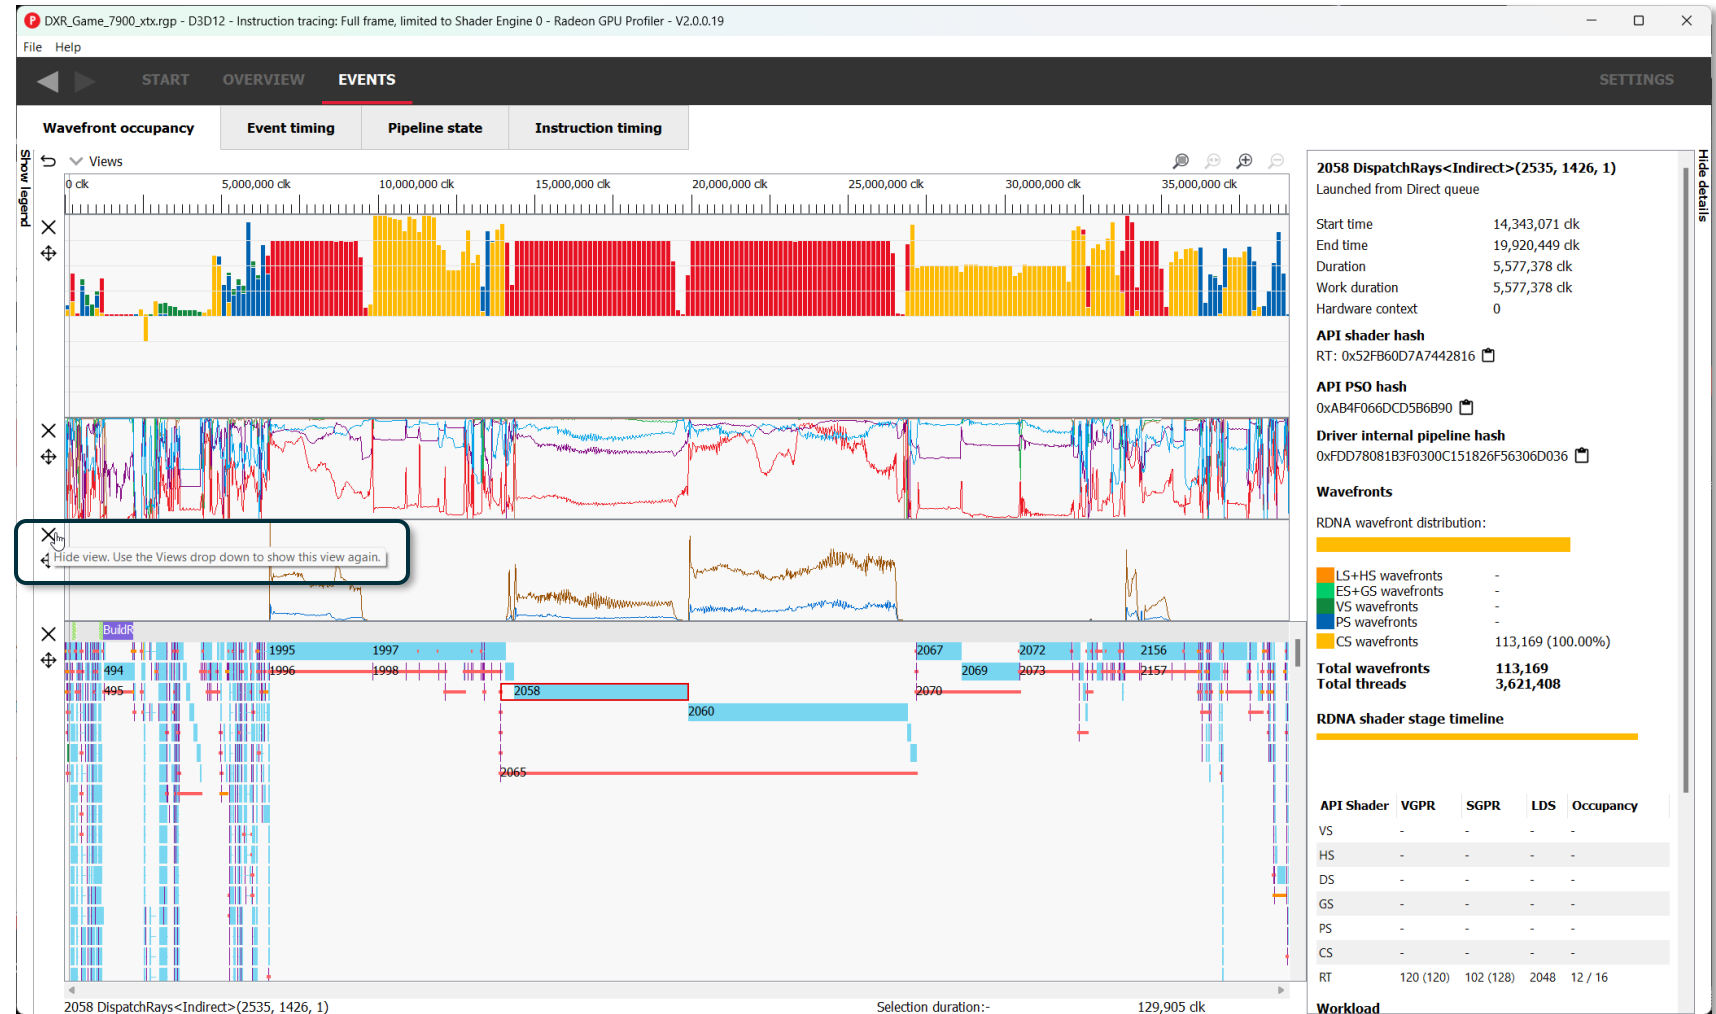 DXR_Game_7900_xtx.rgp - D3D12 - Instruction tracing: Full frame, limited to Shader Engine 0 - Radeon GPU Profiler - V2.0.0.19
File Help
START OVERVIEW EVENTS SETTINGS
Wavefront occupancy Event timing Pipeline state Instruction timing
Show legend
Views
0 clk 5,000,000 clk 10,000,000 clk 15,000,000 clk 20,000,000 clk 25,000,000 clk 30,000,000 clk 35,000,000 clk
Hide view. Use the Views drop down to show this view again.
BuildR
1995 1997 2067 2072 2156
494 1996 1998 2069 2073 2157
495 2058 2070
2060
2065
2058 DispatchRays<Indirect>(2535, 1426, 1) Selection duration:- 129,905 clk
Hide details
2058 DispatchRays<Indirect>(2535, 1426, 1)
Launched from Direct queue
Start time 14,343,071 clk
End time 19,920,449 clk
Duration 5,577,378 clk
Work duration 5,577,378 clk
Hardware context 0
API shader hash
RT: 0x52FB60D7A7442816
API PSO hash
0xAB4F066DCD5B6B90
Driver internal pipeline hash
0xFDD78081B3F0300C151826F56306D036
Wavefronts
RDNA wavefront distribution:
LS+HS wavefronts -
ES+GS wavefronts -
VS wavefronts -
PS wavefronts -
CS wavefronts 113,169 (100.00%)
Total wavefronts 113,169
Total threads 3,621,408
RDNA shader stage timeline
API Shader VGPR SGPR LDS Occupancy
VS - - - -
HS - - - -
DS - - - -
GS - - - -
PS - - - -
CS - - - -
RT 120 (120) 102 (128) 2048 12 / 16
Workload